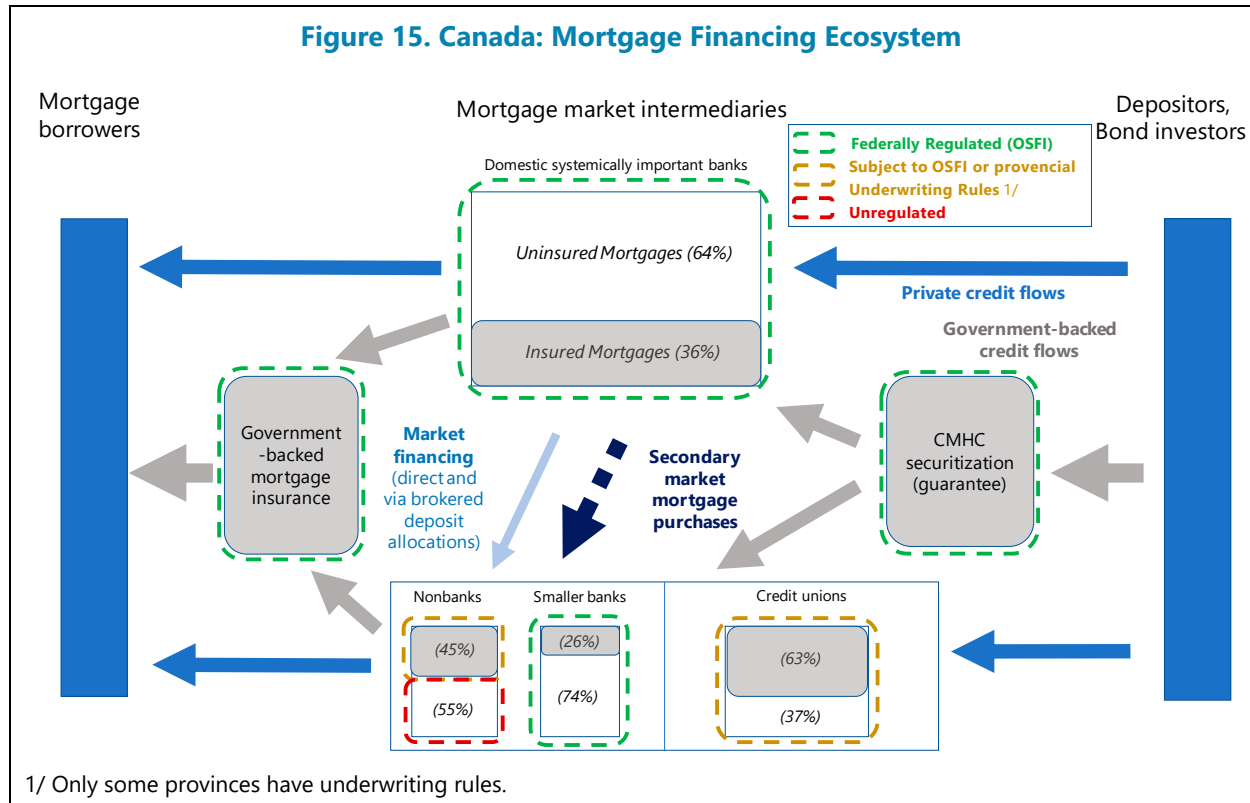 Figure 15. Canada: Mortgage Financing Ecosystem
Mortgage
borrowers
Mortgage market intermediaries
Depositors,
Bond investors
Federally Regulated (OSFI)
Subject to OSFI or provencial
Underwriting Rules 1/
Unregulated
Domestic systemically important banks
Uninsured Mortgages (64%)
Insured Mortgages (36%)
Private credit flows
Government-backed
credit flows
Government
-backed
mortgage
insurance
Market
financing
(direct and
via brokered
deposit
allocations)
Secondary
market
mortgage
purchases
CMHC
securitization
(guarantee)
Nonbanks
Smaller banks
Credit unions
(45%)
(26%)
(63%)
(55%)
(74%)
(37%)
1/ Only some provinces have underwriting rules.